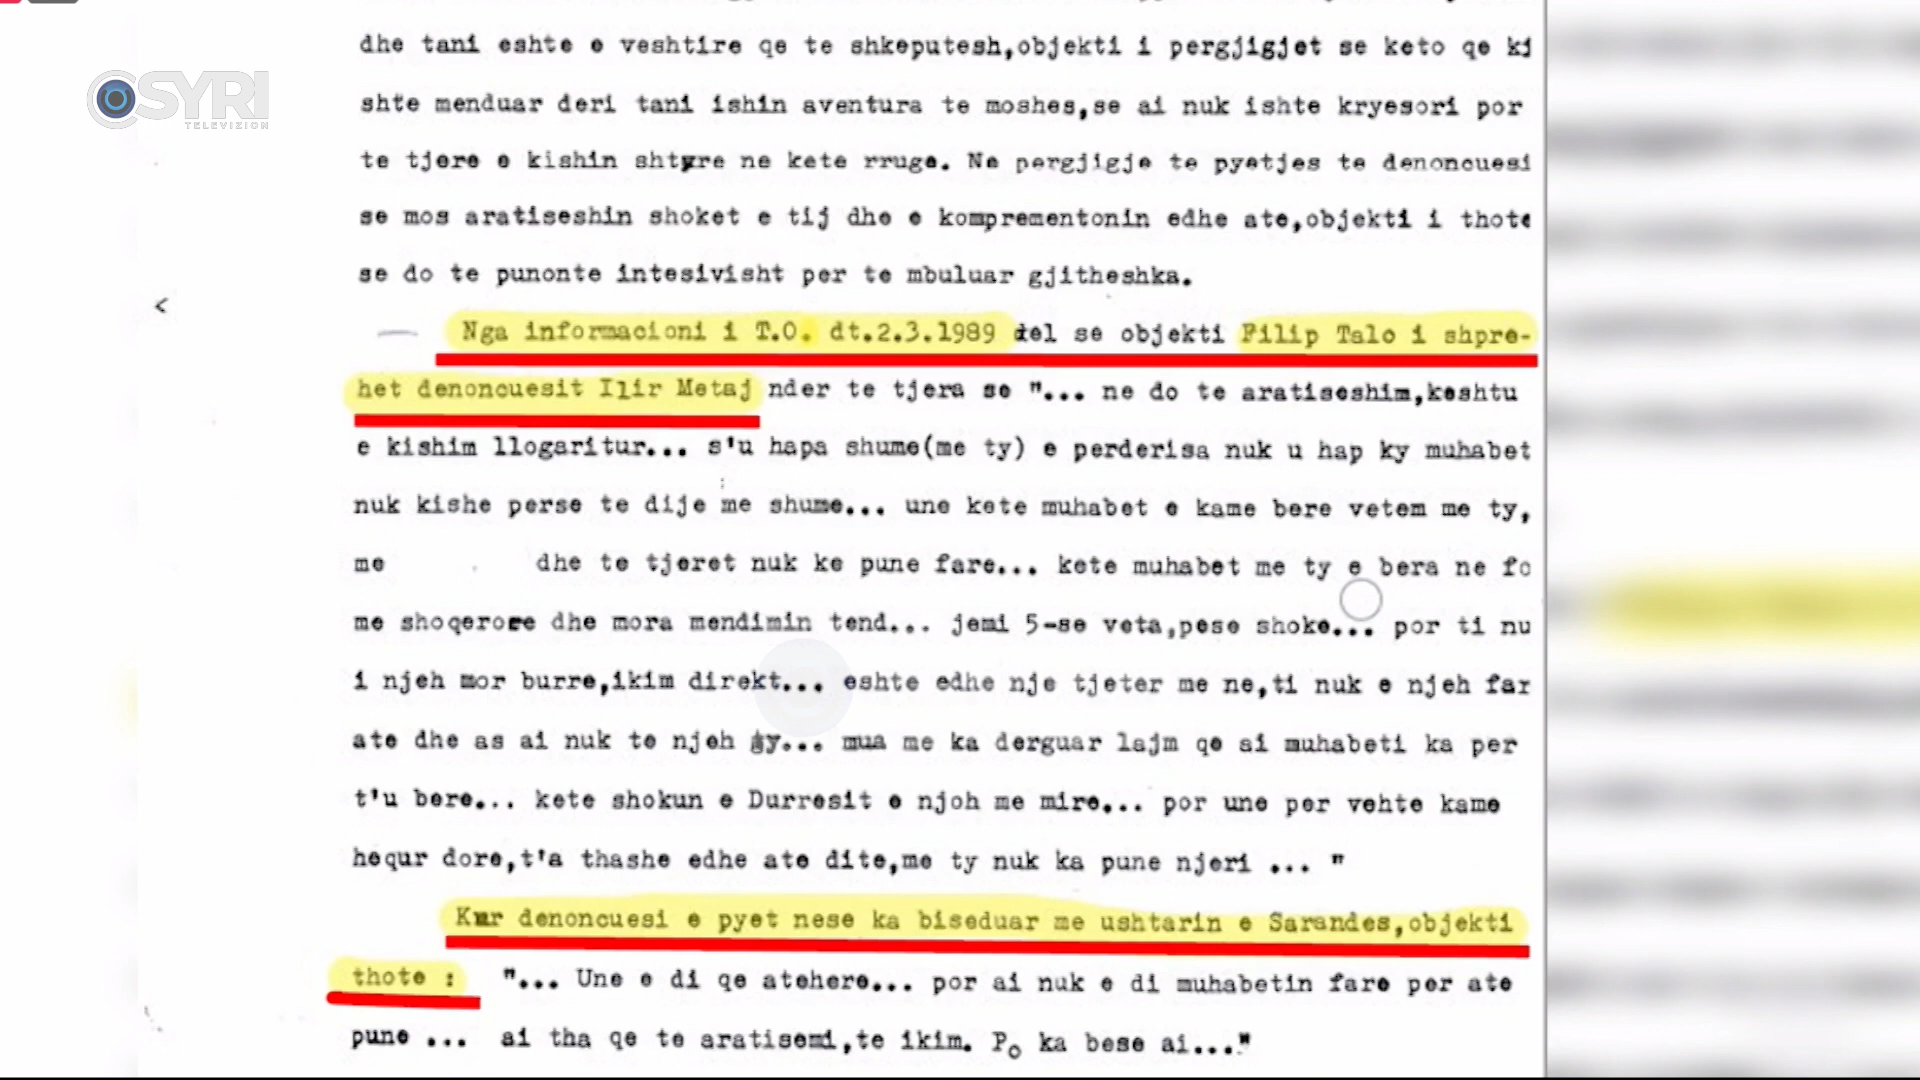 SYRI
TELEVIZION
dhe tani eshte e veshtire qe te shkeputesh,objekti i pergjigjet se keto qe ki
shte menduar deri tani ishin aventura te moshes,se ai nuk ishte kryesori por
te tjere e kishin shtyre ne kete rruge. Ne pergjigje te pyetjes te denoncuesi
se mos aratiseshin shoket e tij dhe e komprementonin edhe ate,objekti i thote
se do te punonte intesivisht per te mbuluar gjitheshka.
Nga informacioni i T.O. dt.2.3.1989 del se objekti Filip Talo i shpre-
het denoncuesit Ilir Metaj nder te tjera se "... ne do te aratiseshim,keshtu
e kishim llogaritur... s'u hapa shume(me ty) e perderisa nuk u hap ky muhabet
nuk kishe perse te dije me shume... une kete muhabet e kame bere vetem me ty,
me dhe te tjeret nuk ke pune fare... kete muhabet me ty e bera ne fo
me shoqerore dhe mora mendimin tend... jemi 5-se veta,pese shoke... por ti nu
i njeh mor burre,ikim direkt... eshte edhe nje tjeter me ne,ti nuk e njeh far
ate dhe as ai nuk te njeh ty... mua me ka derguar lajm qe ai muhabeti ka per
t'u bere... kete shokun e Durresit e njoh me mire... por une per vehte kame
hequr dore,t'a thashe edhe ate dite,me ty nuk ka pune njeri ... "
Kur denoncuesi e pyet nese ka biseduar me ushtarin e Sarandes,objekti
thote : "... Une e di qe atehere... por ai nuk e di muhabetin fare per ate
pune ... ai tha qe te aratisemi,te ikim. Po ka bese ai..."